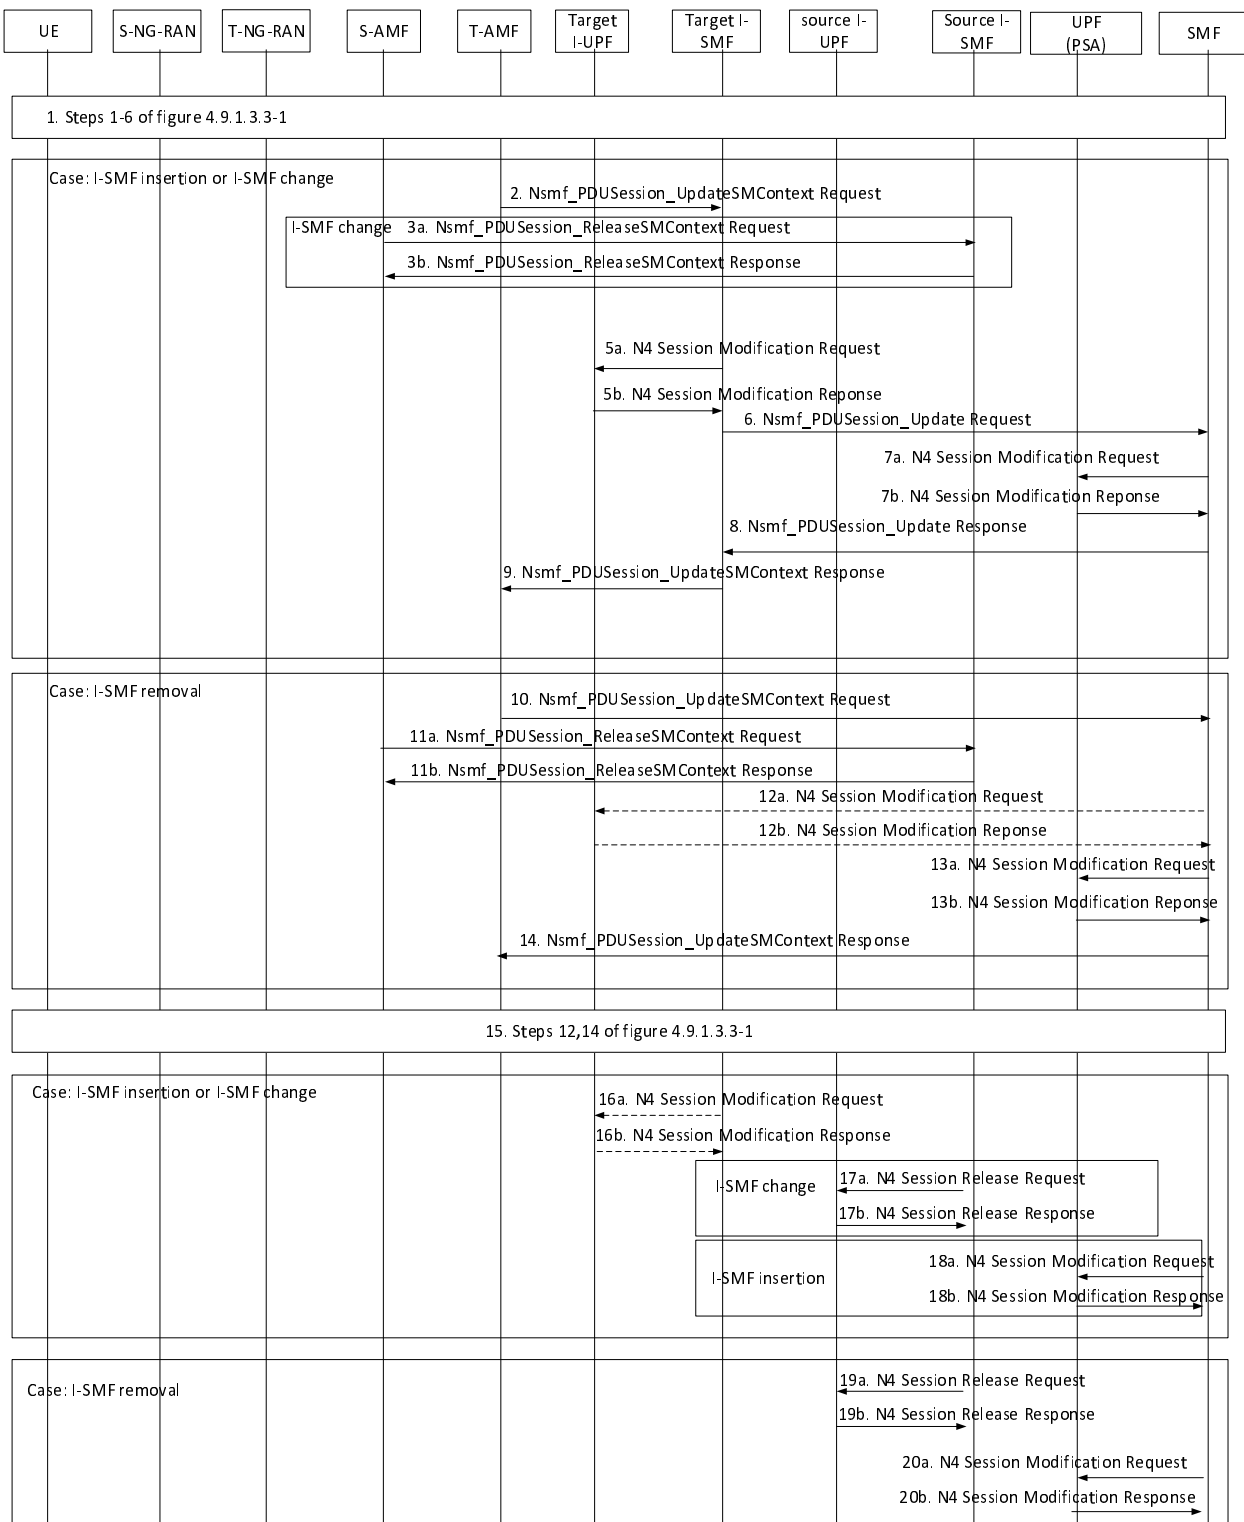 UE
S-NG-RAN
T-NG-RAN
S-AMF
T-AMF
Target
I-UPF
Target I-
SMF
source I-
UPF
Source I-
SMF
UPF
(PSA)
SMF
1. Steps 1-6 of figure 4.9.1.3.3-1
Case: I-SMF insertion or I-SMF change
2. Nsmf_PDUSession_UpdateSMContext Request
I-SMF change
3a. Nsmf_PDUSession_ReleaseSMContext Request
3b. Nsmf_PDUSession_ReleaseSMContext Response
5a. N4 Session Modification Request
5b. N4 Session Modification Reponse
6. Nsmf_PDUSession_Update Request
7a. N4 Session Modification Request
7b. N4 Session Modification Reponse
8. Nsmf_PDUSession_Update Response
9. Nsmf_PDUSession_UpdateSMContext Response
Case: I-SMF removal
10. Nsmf_PDUSession_UpdateSMContext Request
11a. Nsmf_PDUSession_ReleaseSMContext Request
11b. Nsmf_PDUSession_ReleaseSMContext Response
12a. N4 Session Modification Request
12b. N4 Session Modification Reponse
13a. N4 Session Modification Request
13b. N4 Session Modification Reponse
14. Nsmf_PDUSession_UpdateSMContext Response
15. Steps 12,14 of figure 4.9.1.3.3-1
Case: I-SMF insertion or I-SMF change
16a. N4 Session Modification Request
16b. N4 Session Modification Response
I-SMF change
17a. N4 Session Release Request
17b. N4 Session Release Response
I-SMF insertion
18a. N4 Session Modification Request
18b. N4 Session Modification Response
Case: I-SMF removal
19a. N4 Session Release Request
19b. N4 Session Release Response
20a. N4 Session Modification Request
20b. N4 Session Modification Response